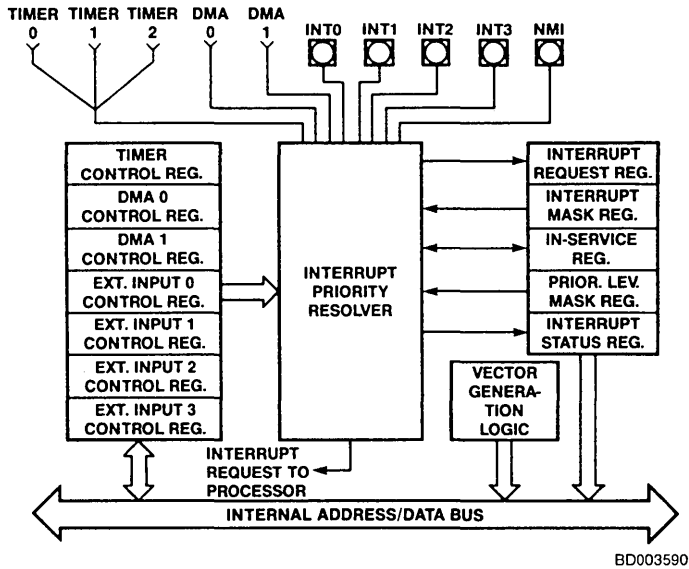 TIMER TIMER TIMER DMA DMA
0 1 2 0 1
INT0 INT1 INT2 INT3 NMI
TIMER
CONTROL REG.
DMA 0
CONTROL REG.
DMA 1
CONTROL REG.
EXT. INPUT 0
CONTROL REG.
EXT. INPUT 1
CONTROL REG.
EXT. INPUT 2
CONTROL REG.
EXT. INPUT 3
CONTROL REG.
INTERRUPT
PRIORITY
RESOLVER
INTERRUPT
REQUEST REG.
INTERRUPT
MASK REG.
IN-SERVICE
REG.
PRIOR. LEV.
MASK REG.
INTERRUPT
STATUS REG.
VECTOR
GENERA-
TION
LOGIC
INTERRUPT
REQUEST TO
PROCESSOR
INTERNAL ADDRESS/DATA BUS
BD003590